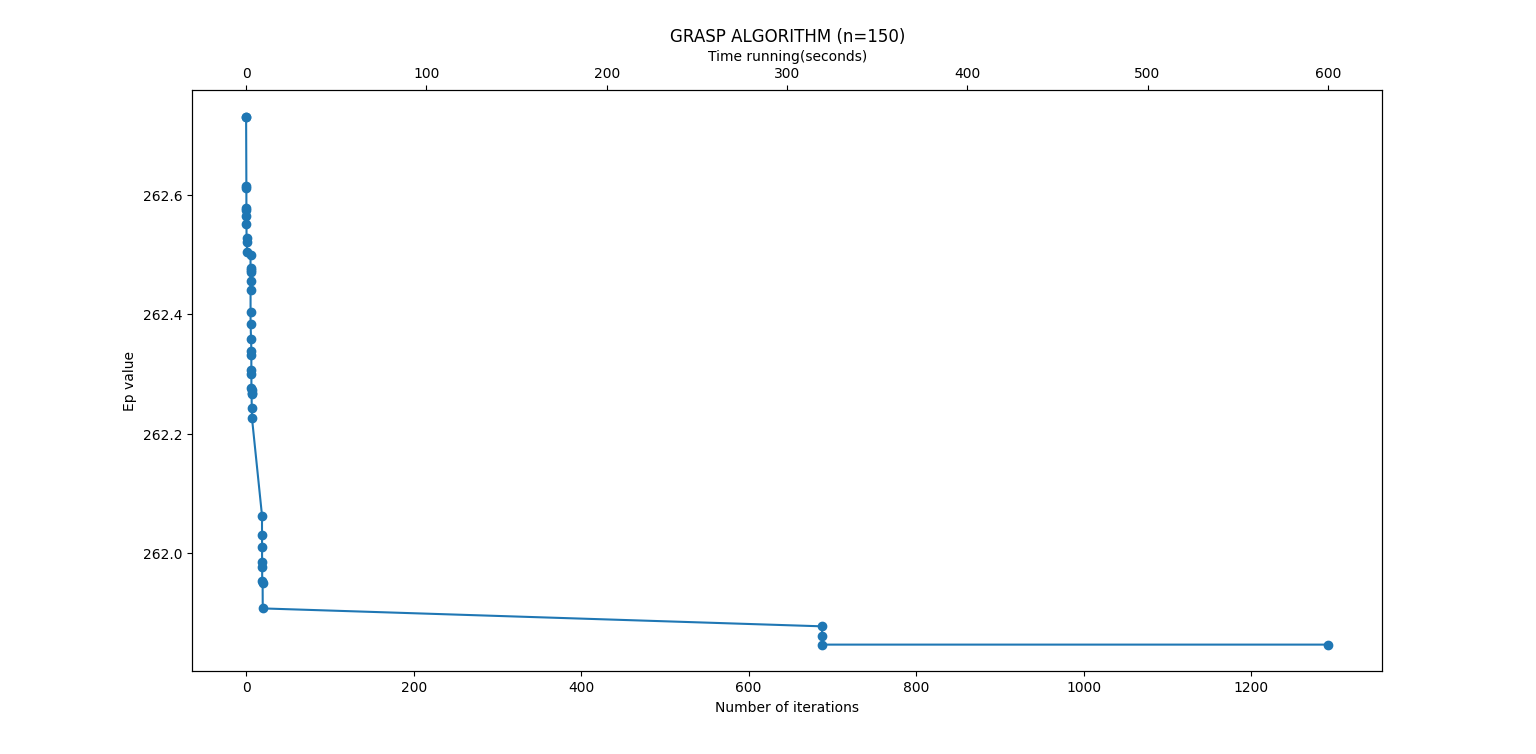 GRASP ALGORITHM (n=150)
Time running(seconds)
0 100 200 300 400 500 600
262.6
262.4
262.2
262.0
Ep value
0 200 400 600 800 1000 1200
Number of iterations